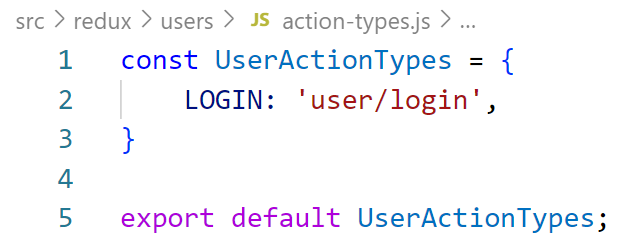 src > redux > users > JS action-types.js > ...
1 const UserActionTypes = {
2     LOGIN: 'user/login',
3 }
4
5 export default UserActionTypes;